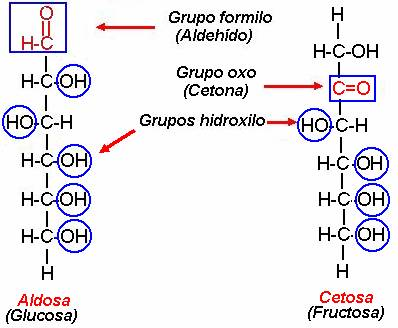 O
H-C
H-C-OH
HO-C-H
H-C-OH
H-C-OH
H-C-OH
H
Aldosa
(Glucosa)
Grupo formilo
(Aldehído)
Grupo oxo
(Cetona)
Grupos hidroxilo
H
H-C-OH
C=O
HO-C-H
H-C-OH
H-C-OH
H-C-OH
H
Cetosa
(Fructosa)